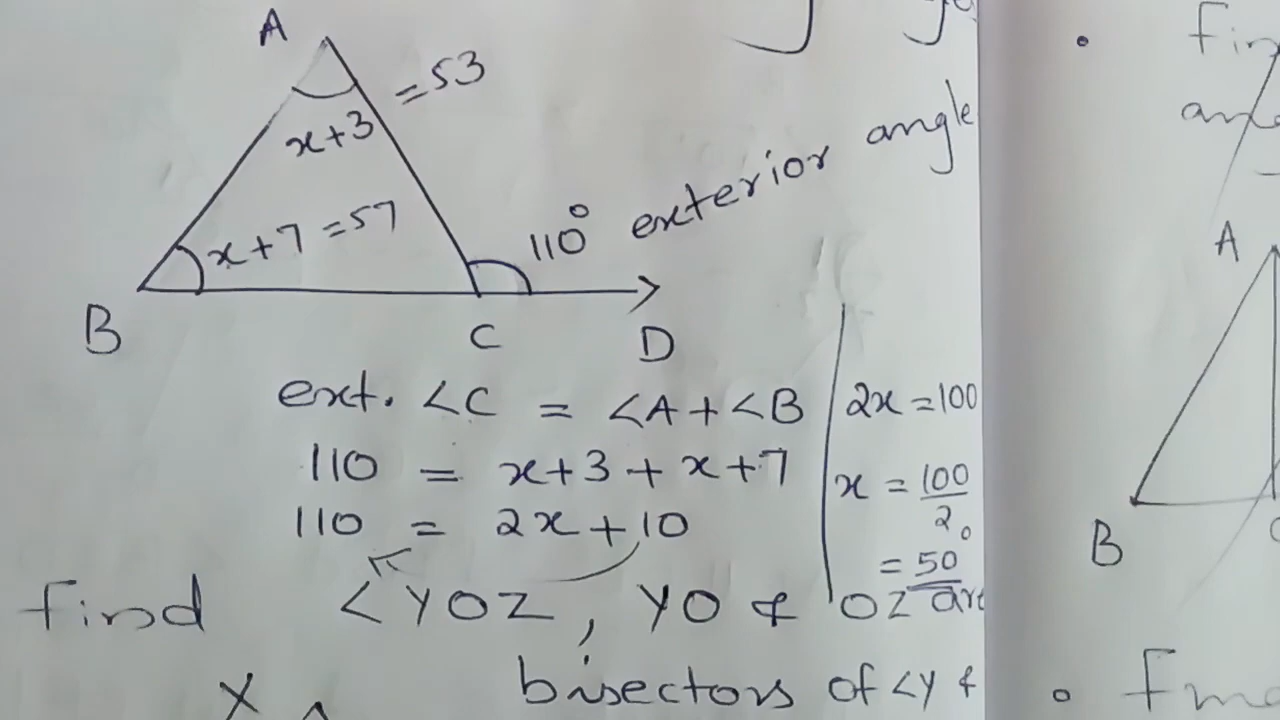 A
= 53
x+3
x+7 = 57
110° exterior angle
B
C
D
ext. <C = <A + <B
110 = x+3 + x+7
110 = 2x + 10
2x = 100
x = 100/2
= 50°
find <YOZ, YO & OZ are
bisectors of <Y &
X
A
B